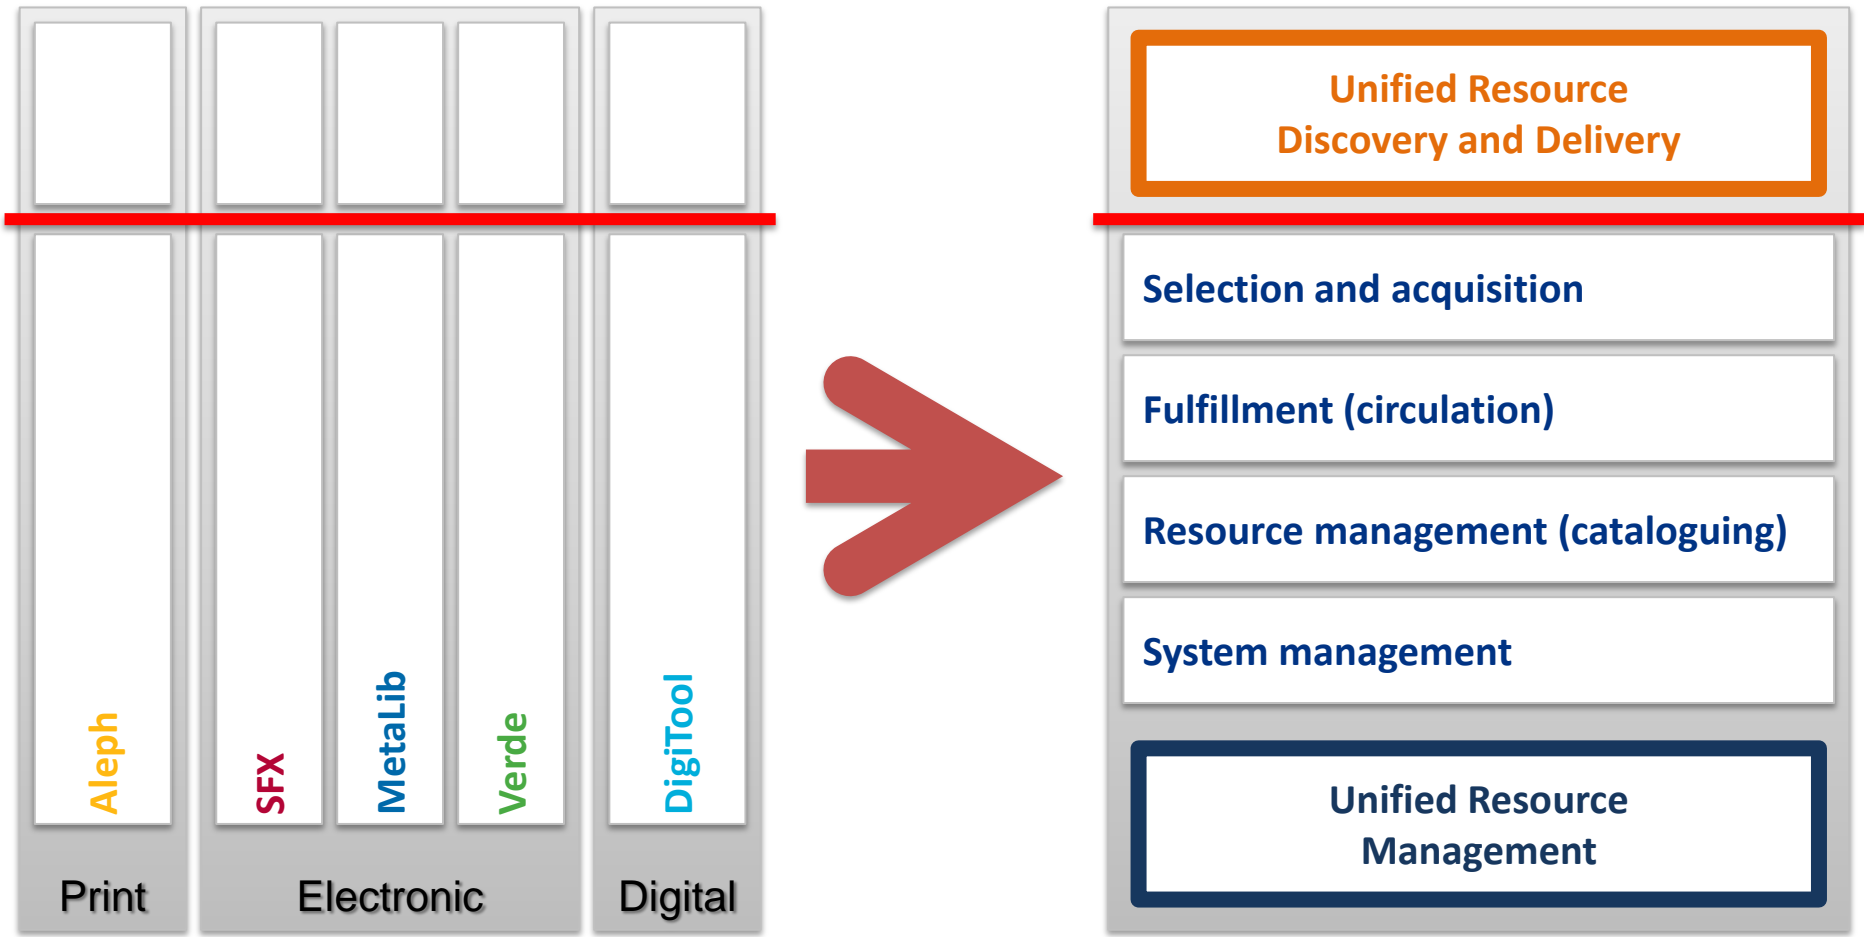 Aleph
SFX
MetaLib
Verde
DigiTool
Print
Electronic
Digital
Unified Resource
Discovery and Delivery
Selection and acquisition
Fulfillment (circulation)
Resource management (cataloguing)
System management
Unified Resource
Management